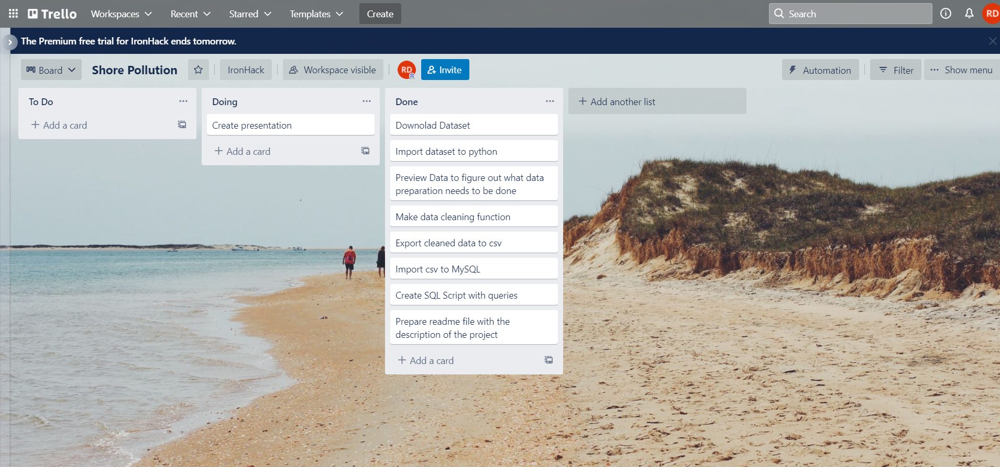 Trello
Workspaces
Recent
Starred
Templates
Create
Search
RD
The Premium free trial for IronHack ends tomorrow.
Board
Shore Pollution
IronHack
Workspace visible
RD
Invite
Automation
Filter
Show menu
To Do
Add a card
Doing
Create presentation
Add a card
Done
Downolad Dataset
Import dataset to python
Preview Data to figure out what data
preparation needs to be done
Make data cleaning function
Export cleaned data to csv
Import csv to MySQL
Create SQL Script with queries
Prepare readme file with the
description of the project
Add a card
Add another list